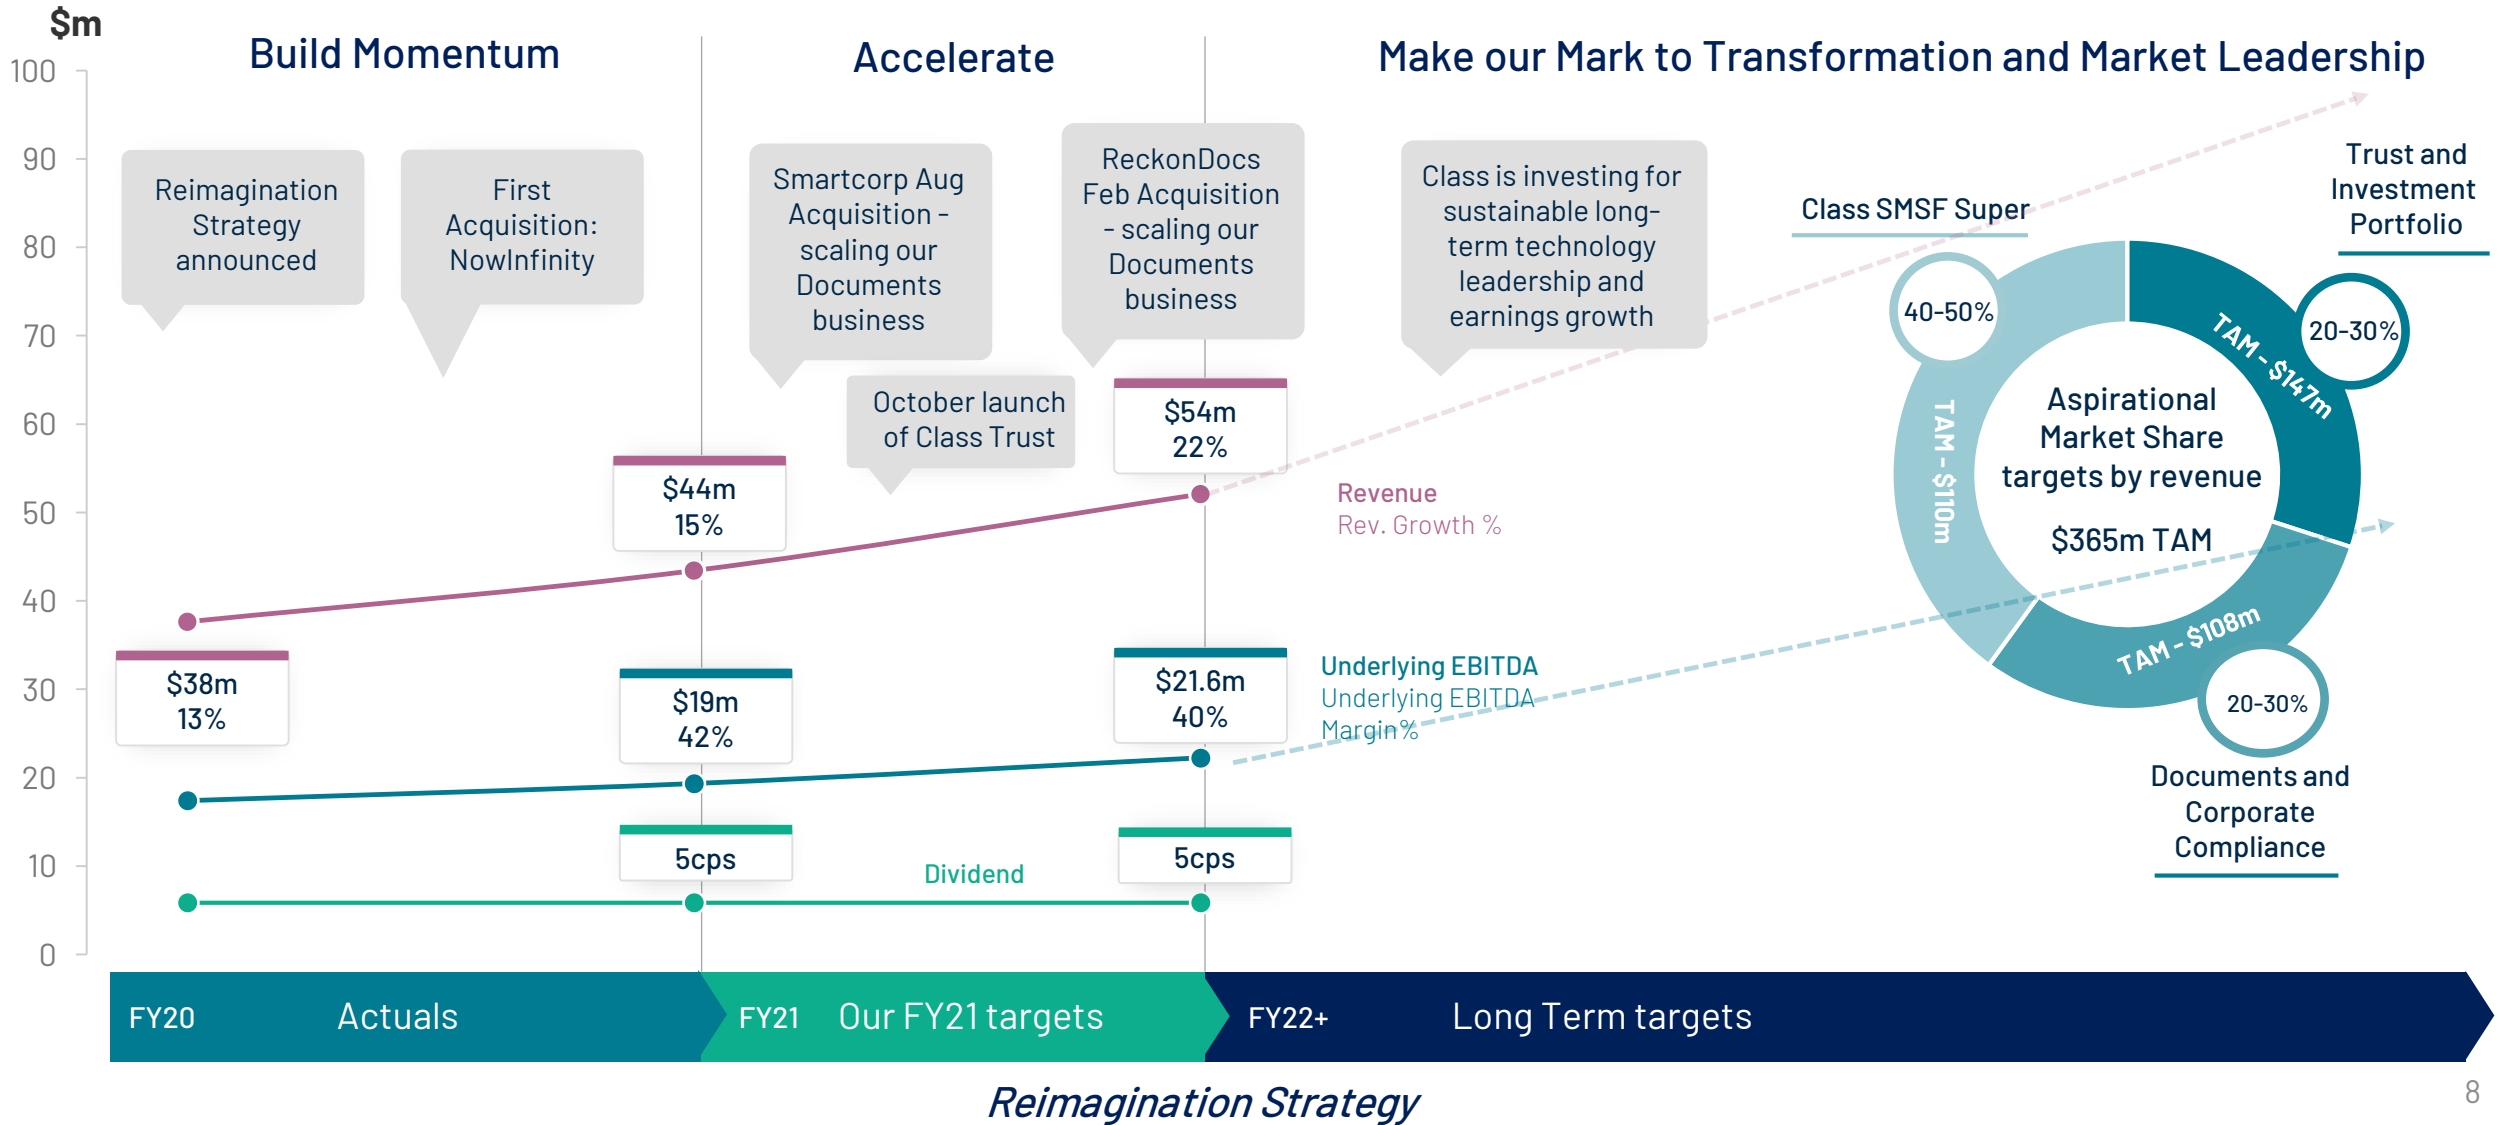 $m
Build Momentum
Accelerate
Make our Mark to Transformation and Market Leadership
100
90
80
70
60
50
40
30
20
10
0
Reimagination
Strategy
announced
First
Acquisition:
NowInfinity
Smartcorp Aug
Acquisition -
scaling our
Documents
business
October launch
of Class Trust
ReckonDocs
Feb Acquisition
- scaling our
Documents
business
Class is investing for
sustainable long-
term technology
leadership and
earnings growth
$38m
13%
$44m
15%
$54m
22%
Revenue
Rev. Growth %
$19m
42%
$21.6m
40%
Underlying EBITDA
Underlying EBITDA
Margin%
5cps
Dividend
5cps
Class SMSF Super
40-50%
TAM - $110m
Trust and
Investment
Portfolio
20-30%
TAM - $147m
Aspirational
Market Share
targets by revenue
$365m TAM
TAM - $108m
20-30%
Documents and
Corporate
Compliance
FY20
Actuals
FY21
Our FY21 targets
FY22+
Long Term targets
Reimagination Strategy
8